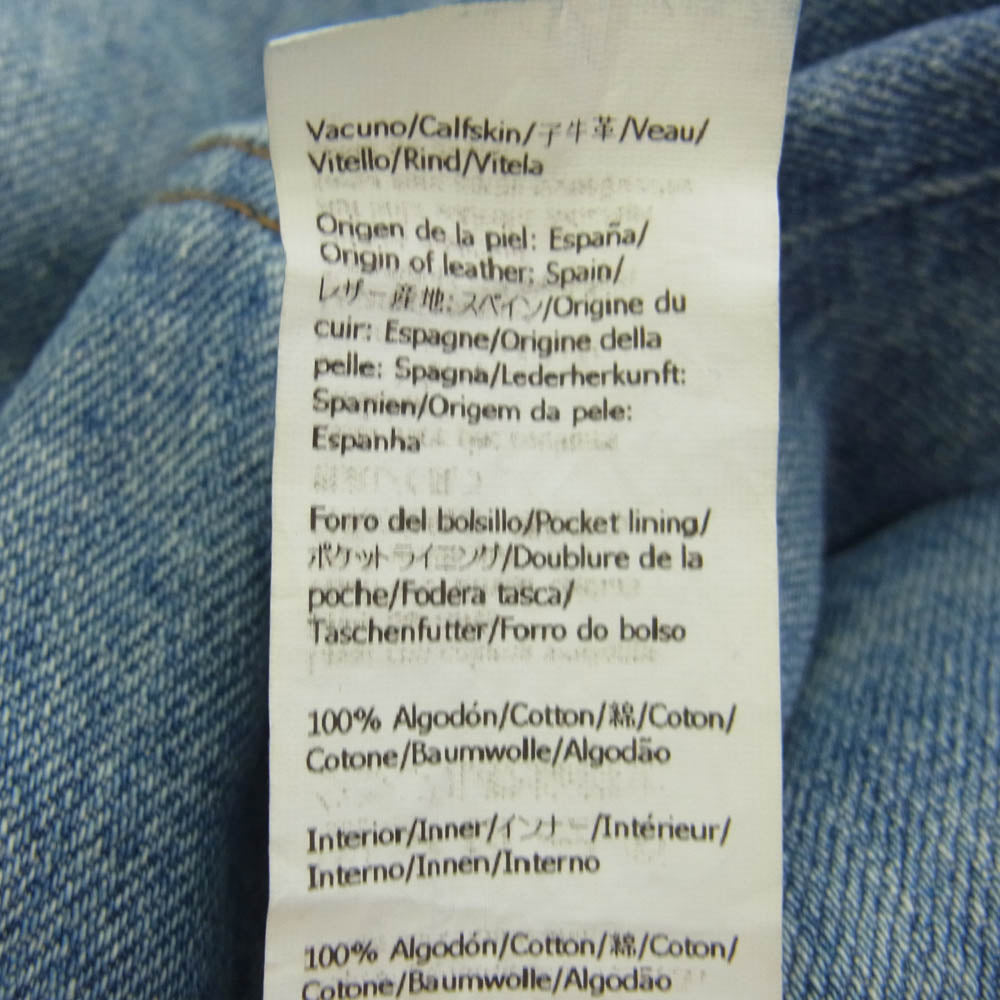 Vacuno/Calfskin/子牛革/Veau/
Vitello/Rind/Vitela
Origen de la piel: España/
Origin of leather: Spain/
レザー産地:スペイン/Origine du
cuir: Espagne/Origine della
pelle: Spagna/Lederherkunft:
Spanien/Origem da pele:
Espanha
Forro del bolsillo/Pocket lining/
ポケットライニング/Doublure de la
poche/Fodera tasca/
Taschenfutter/Forro do bolso
100% Algodón/Cotton/綿/Coton/
Cotone/Baumwolle/Algodão
Interior/Inner/インナー/Intérieur/
Interno/Innen/Interno
100% Algodón/Cotton/綿/Coton/
Cotone/Baumwolle/Algodão